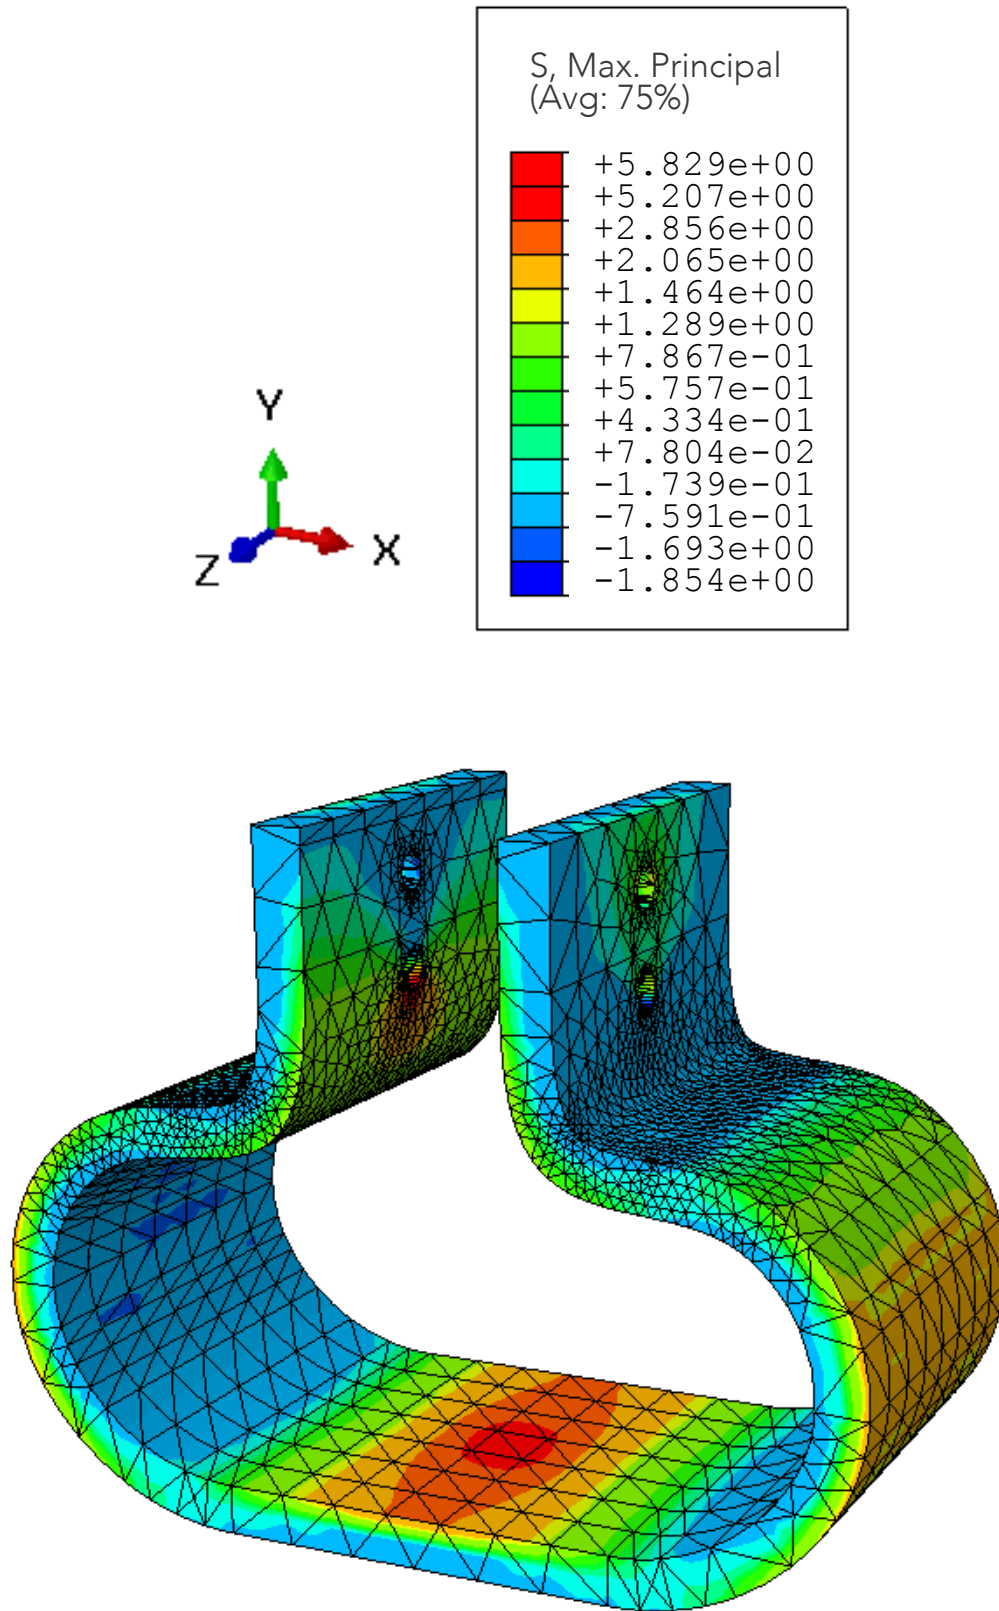 S, Max. Principal
(Avg: 75%)
+5.829e+00
+5.207e+00
+2.856e+00
+2.065e+00
+1.464e+00
+1.289e+00
+7.867e-01
+5.757e-01
+4.334e-01
+7.804e-02
-1.739e-01
-7.591e-01
-1.693e+00
-1.854e+00
Y
X
Z